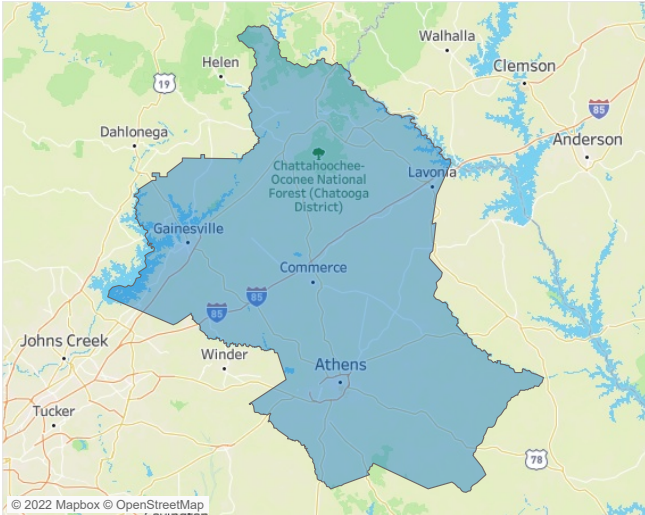 Walhalla
Helen
Clemson
19
85
Dahlonega
Anderson
Chattahoochee-
Oconee National
Forest (Chatooga
District)
Lavonia
Gainesville
Commerce
85
85
Johns Creek
Winder
Athens
Tucker
78
© 2022 Mapbox © OpenStreetMap